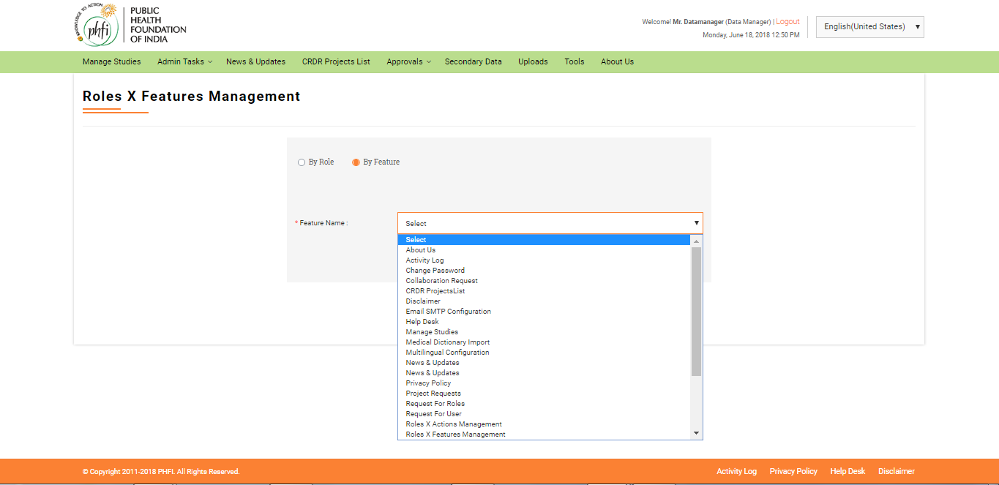 KNOWLEDGE TO ACTION
phfi
PUBLIC
HEALTH
FOUNDATION
OF INDIA
Welcome! Mr. Datamanager (Data Manager) | Logout
Monday, June 18, 2018 12:50 PM
English(United States)
Manage Studies Admin Tasks News & Updates CRDR Projects List Approvals Secondary Data Uploads Tools About Us
Roles X Features Management
By Role By Feature
* Feature Name :
Select
Select
About Us
Activity Log
Change Password
Collaboration Request
CRDR ProjectsList
Disclaimer
Email SMTP Configuration
Help Desk
Manage Studies
Medical Dictionary Import
Multilingual Configuration
News & Updates
News & Updates
Privacy Policy
Project Requests
Request For Roles
Request For User
Roles X Actions Management
Roles X Features Management
© Copyright 2011-2018 PHFI. All Rights Reserved.
Activity Log Privacy Policy Help Desk Disclaimer